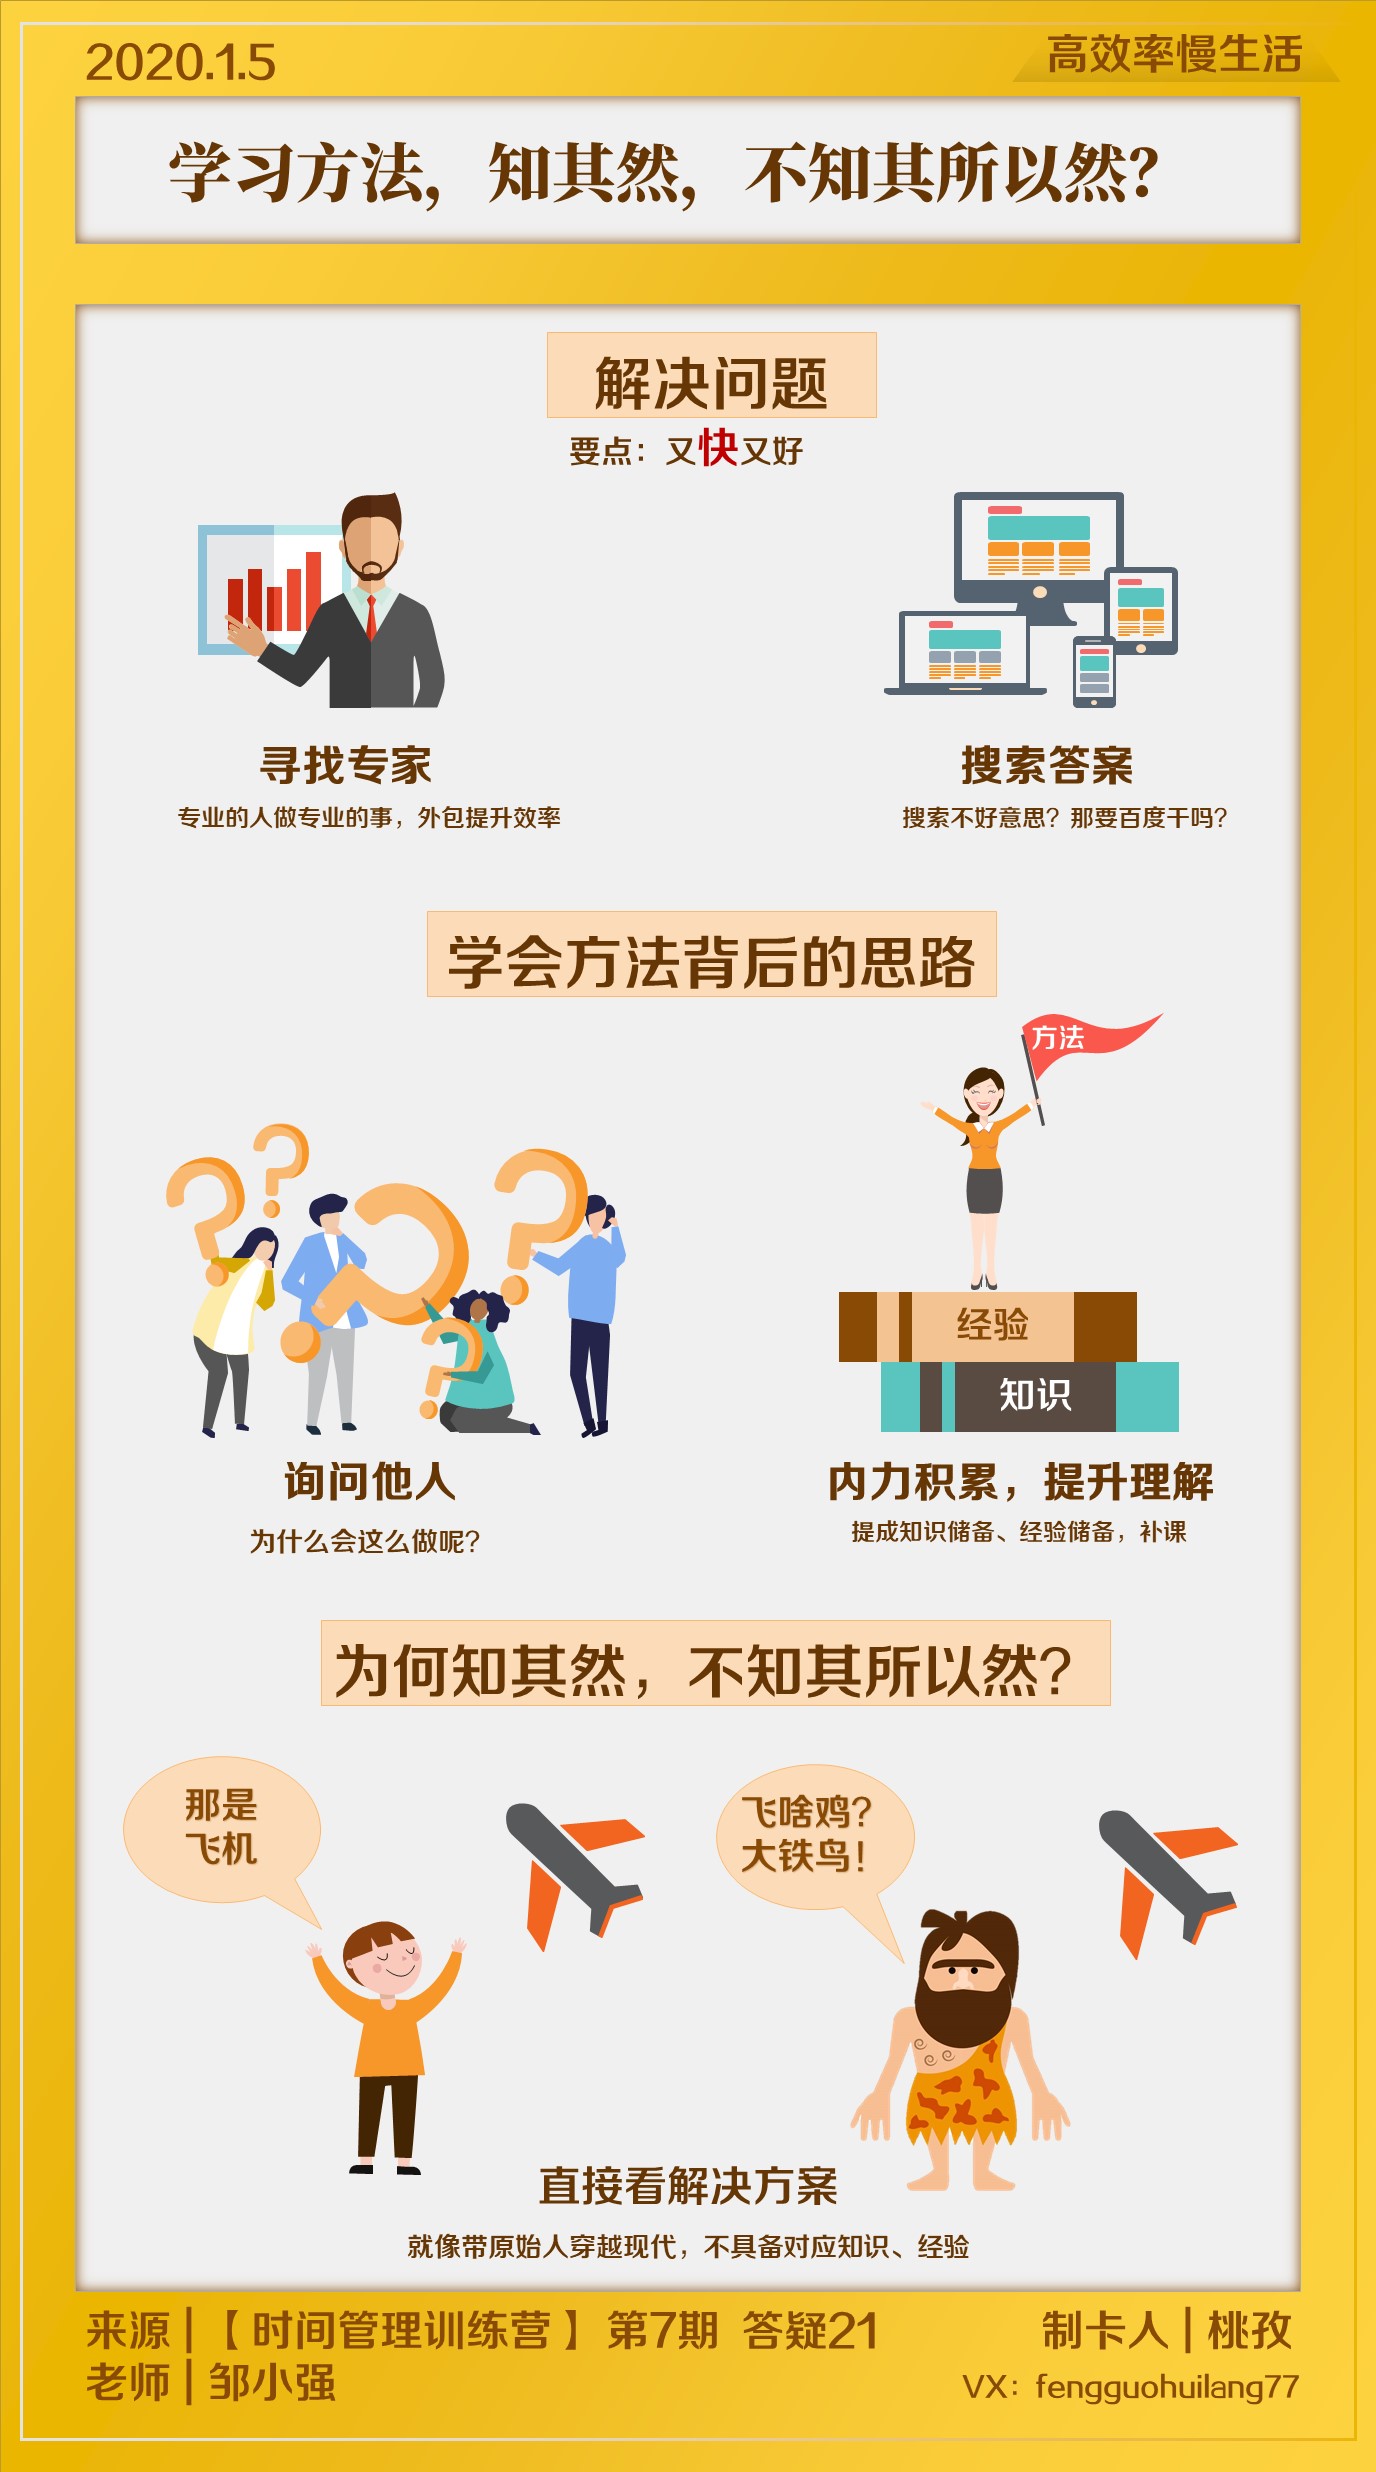 2020.1.5
高效率慢生活
学习方法，知其然，不知其所以然？
解决问题
要点：又快又好
寻找专家
专业的人做专业的事，外包提升效率
搜索答案
搜索不好意思？那要百度干吗？
学会方法背后的思路
方法
经验
知识
询问他人
为什么会这么做呢？
内力积累，提升理解
提成知识储备、经验储备，补课
为何知其然，不知其所以然？
那是
飞机
飞啥鸡？
大铁鸟！
直接看解决方案
就像带原始人穿越现代，不具备对应知识、经验
来源｜【时间管理训练营】第7期 答疑21
老师｜邹小强
制卡人｜桃孜
VX：fengguohuilang77